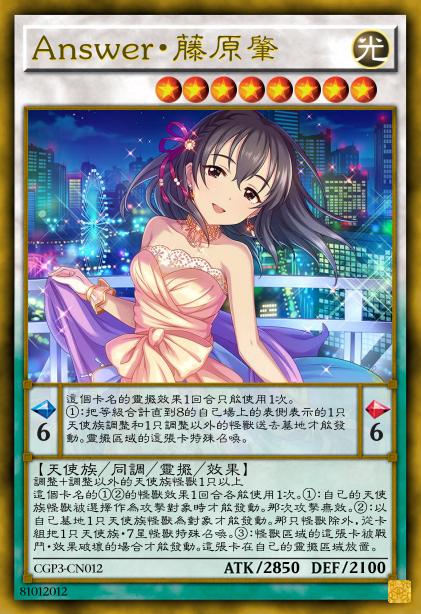 Answer・藤原肇
光
這個卡名的靈擺效果1回合只能使用1次。
①:把等級合計直到8的自己場上的表側表示的1只
天使族調整和1只調整以外的怪獸送去墓地才能發
動。靈擺區域的這張卡特殊召喚。
6
6
【天使族／同調／靈擺／效果】
調整+調整以外的天使族怪獸1只以上
這個卡名的①②的怪獸效果1回合各能使用1次。①:自己的天使
族怪獸被選擇作為攻擊對象時才能發動。那次攻擊無效。②:以
自己墓地1只天使族怪獸為對象才能發動。那只怪獸除外,從卡
組把1只天使族·7星怪獸特殊召喚。③:怪獸區域的這張卡被戰
鬥·效果破壞的場合才能發動。這張卡在自己的靈擺區域放置。
CGP3-CN012
ATK/2850 DEF/2100
81012012